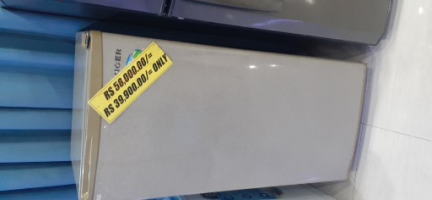 RS 58,000.00/=
RS 39,900.00/= ONLY